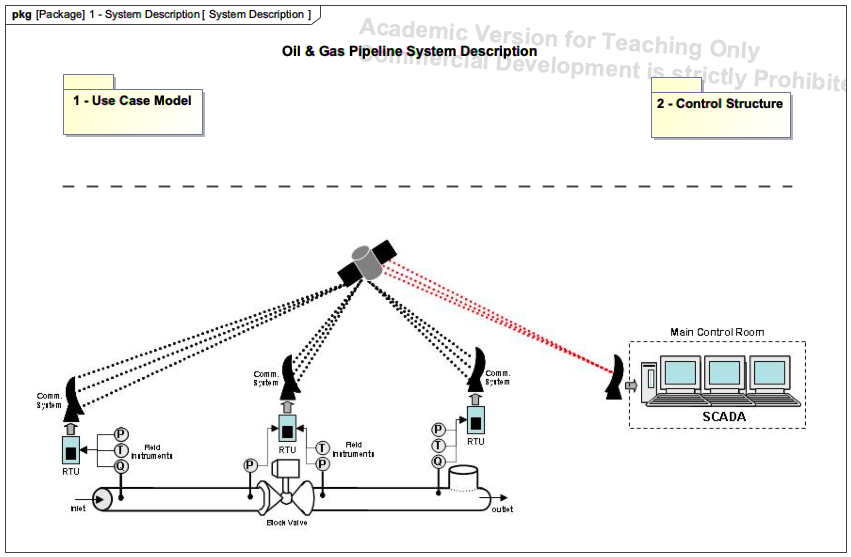 pkg [Package] 1 - System Description [ System Description ]
Academic Version for Teaching Only
Commercial Development is strictly Prohibite
Oil & Gas Pipeline System Description
1 - Use Case Model
2 - Control Structure
Main Control Room
SCADA
Comm.
System
Comm.
System
Comm.
System
RTU
P
T
Q
Field
Instruments
RTU
P
T
P
Field
Instruments
RTU
P
T
Q
Inlet
Block Valve
outlet